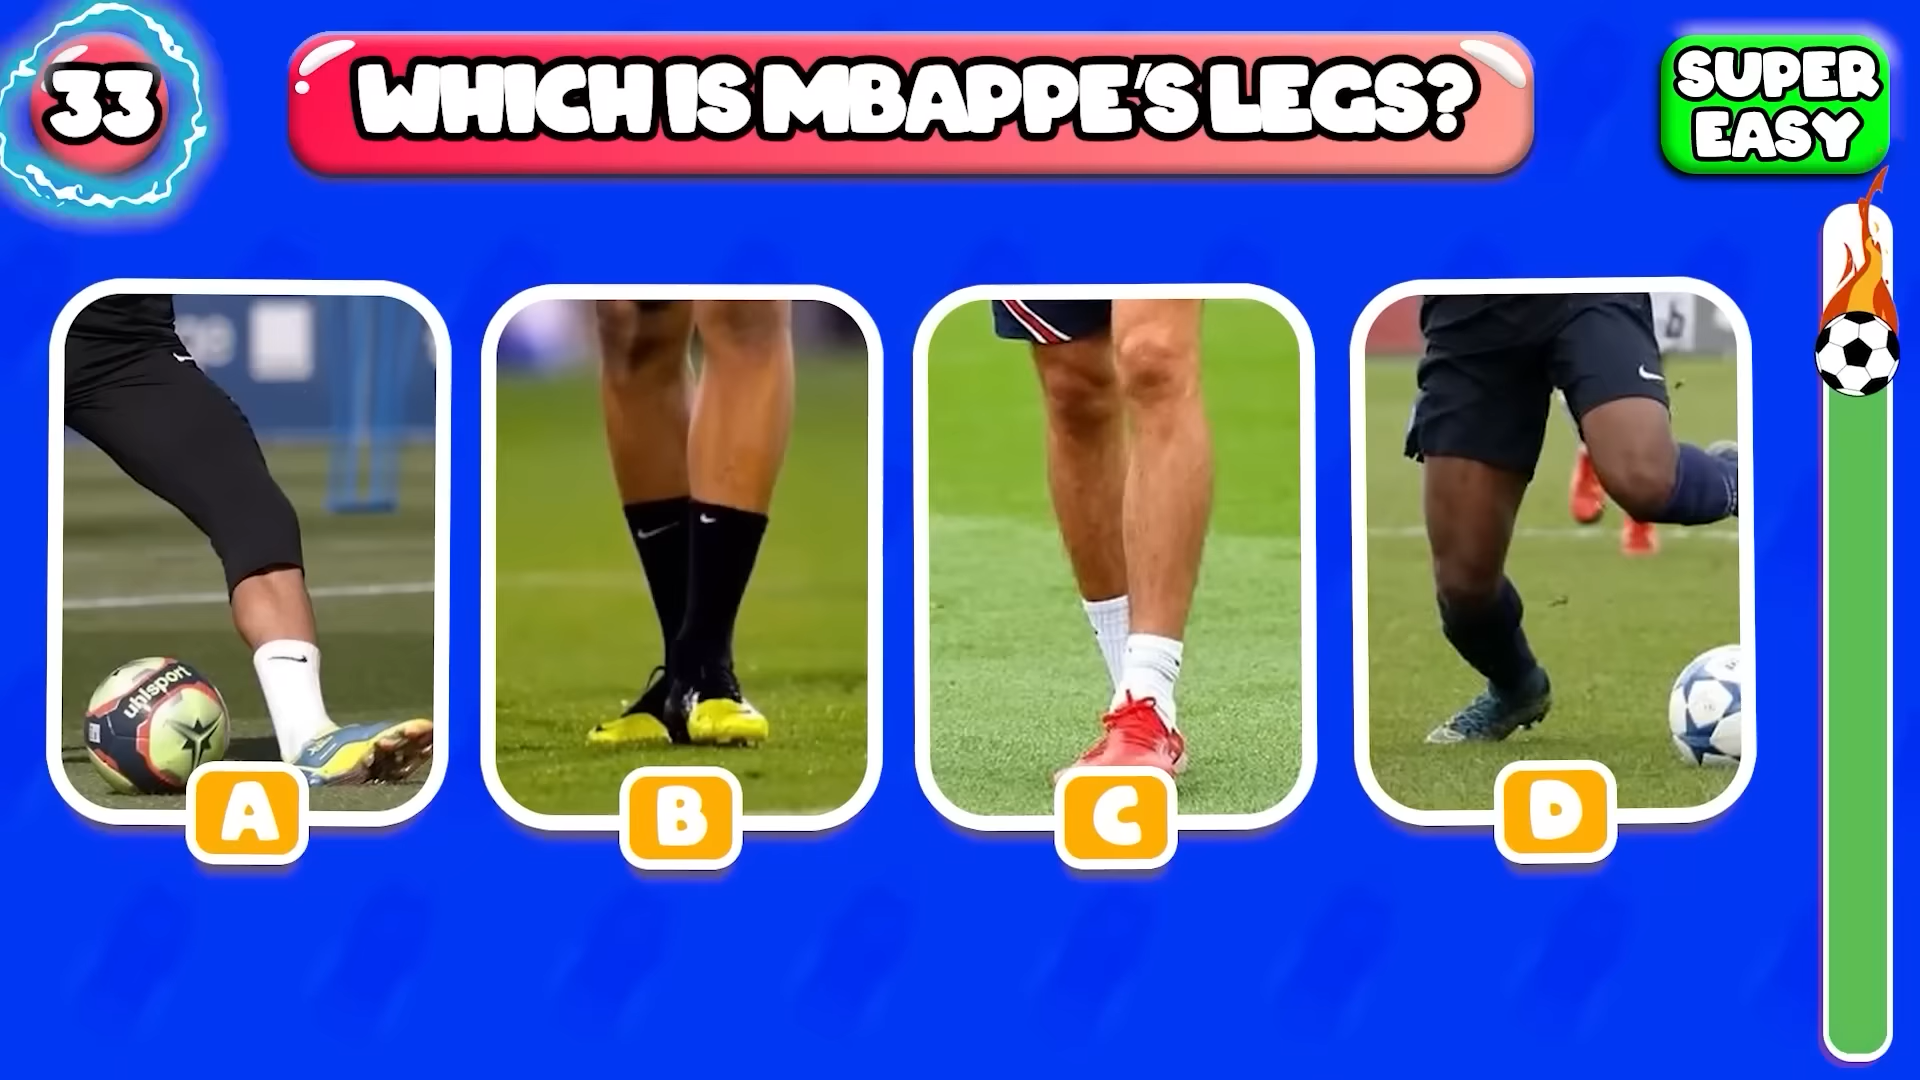 33
WHICH IS MBAPPE'S LEGS?
SUPER
EASY
uhlsport
A
B
C
D